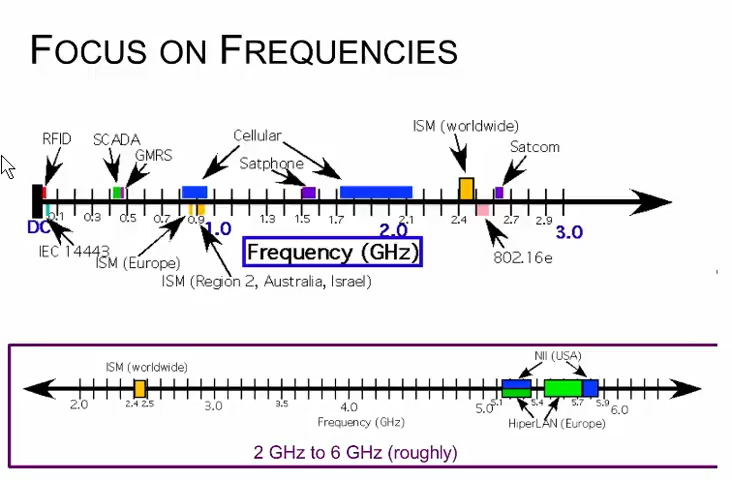 FOCUS ON FREQUENCIES
ISM (worldwide)
RFID SCADA Cellular Satcom
GMRS Satphone
0.1 0.3 0.5 0.7 0.9 1.3 1.5 1.7 2.1 2.4 2.7 2.9
DC 1.0 2.0 3.0
IEC 14443 ISM (Europe) Frequency (GHz) 802.16e
ISM (Region 2, Australia, Israel)
NII (USA)
ISM (worldwide)
2.0 2.4 2.5 3.0 3.5 4.0 5.0 5.1 5.4 5.7 5.9 6.0
Frequency (GHz) HiperLAN (Europe)
2 GHz to 6 GHz (roughly)